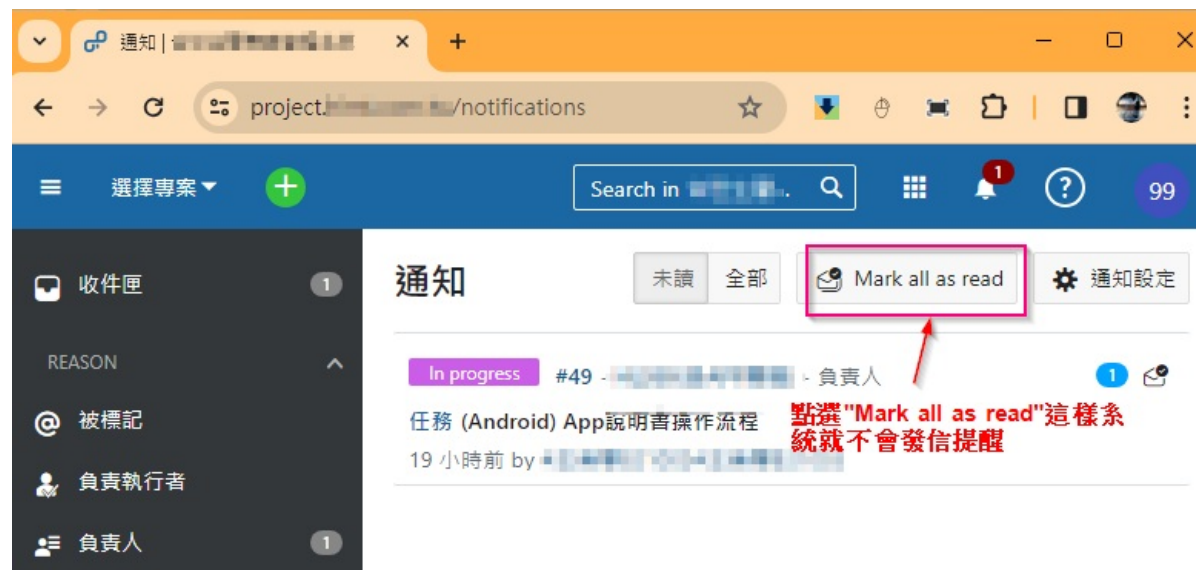 通知 |
project. /notifications
選擇專案
Search in .
1
99
收件匣
1
通知
未讀
全部
Mark all as read
通知設定
REASON
In progress #49 - - 負責人
1
被標記
任務 (Android) App說明書操作流程
點選"Mark all as read"這樣系
統就不會發信提醒
19 小時前 by
負責執行者
負責人
1